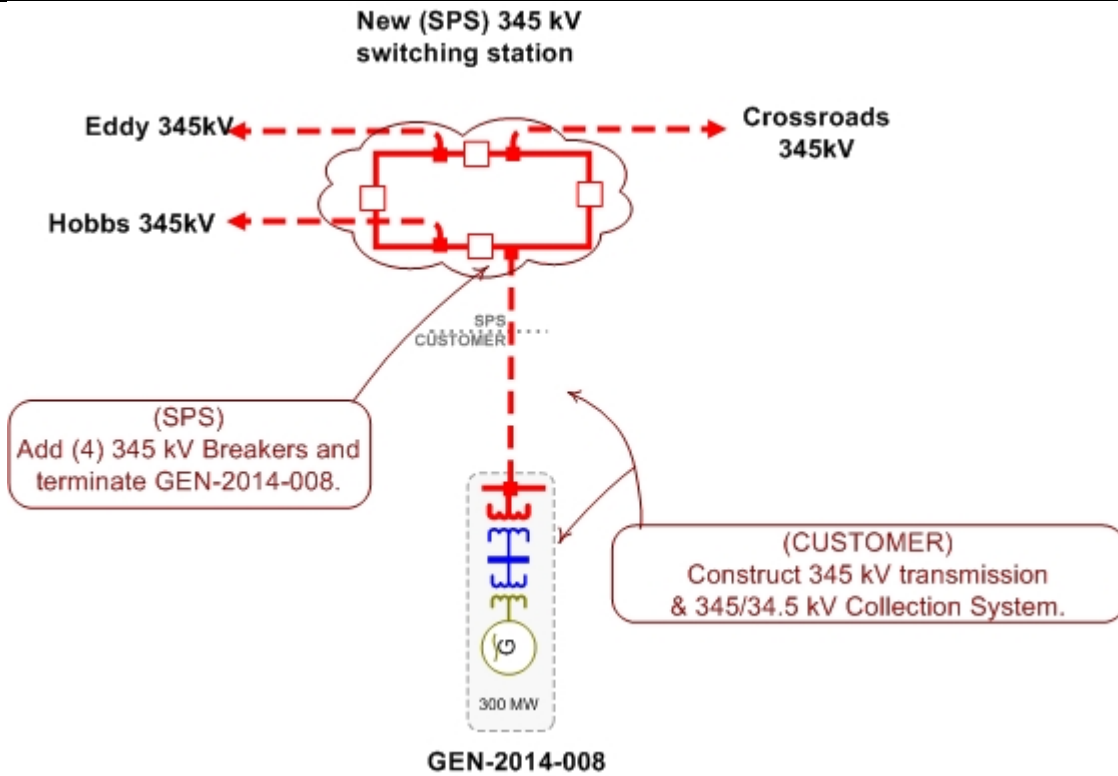 New (SPS) 345 kV
switching station
Eddy 345kV
Crossroads
345kV
Hobbs 345kV
SPS
CUSTOMER
(SPS)
Add (4) 345 kV Breakers and
terminate GEN-2014-008.
(CUSTOMER)
Construct 345 kV transmission
& 345/34.5 kV Collection System.
G
300 MW
GEN-2014-008